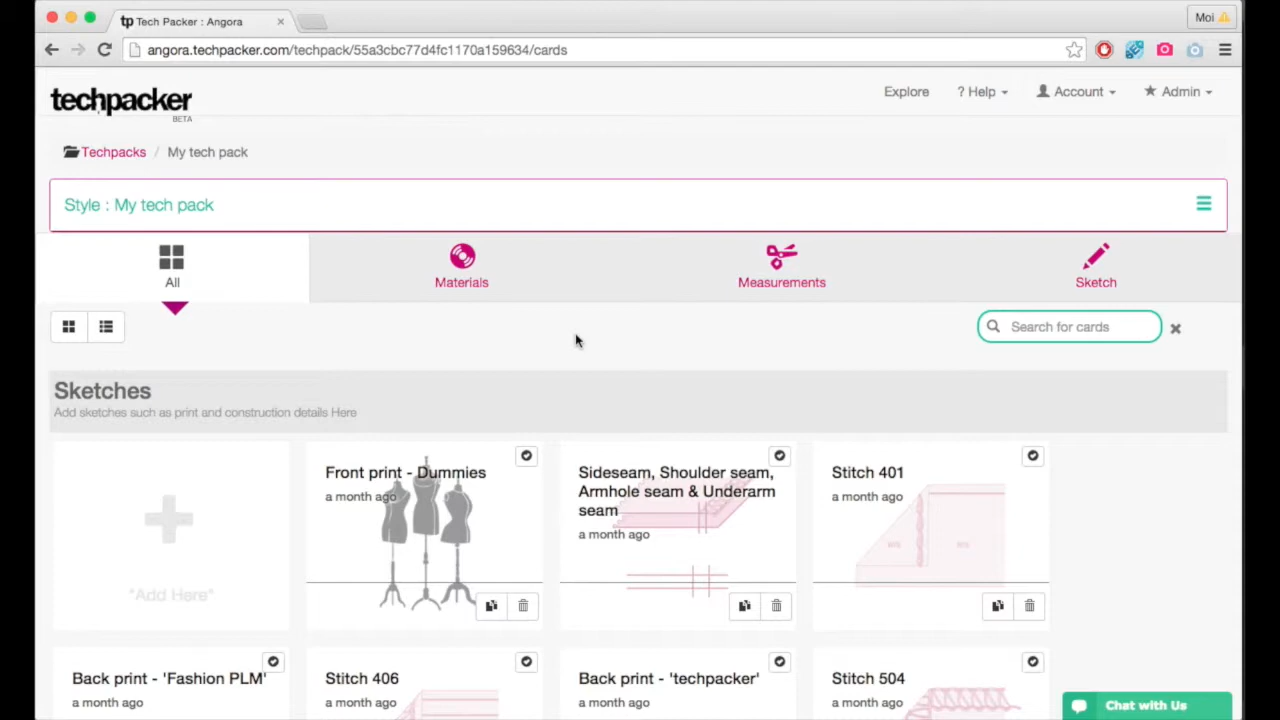 tp Tech Packer : Angora
Moi
angora.techpacker.com/techpack/55a3cbc77d4fc1170a159634/cards
techpacker
BETA
Explore
? Help
Account
Admin
Techpacks / My tech pack
Style : My tech pack
All
Materials
Measurements
Sketch
Search for cards
Sketches
Add sketches such as print and construction details Here
*Add Here*
Front print - Dummies
a month ago
Sideseam, Shoulder seam,
Armhole seam & Underarm
seam
a month ago
Stitch 401
a month ago
Back print - 'Fashion PLM'
a month ago
Stitch 406
a month ago
Back print - 'techpacker'
a month ago
Stitch 504
a month ago
Chat with Us